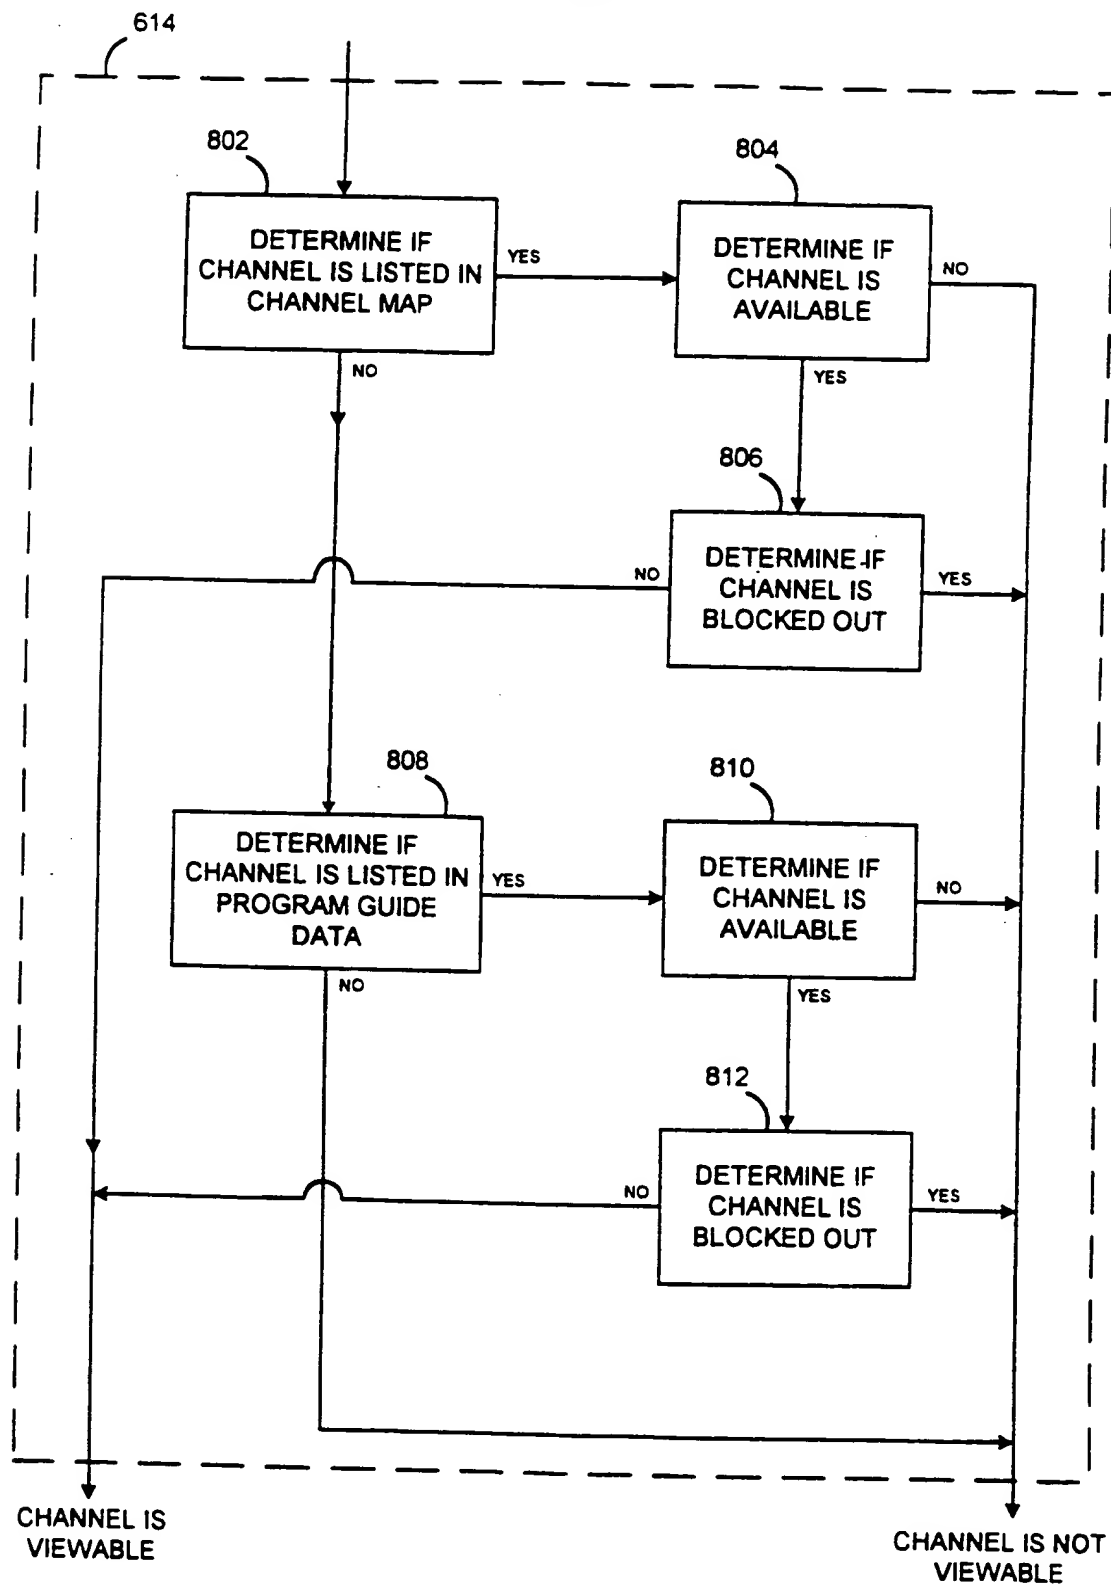 614
802
DETERMINE IF
CHANNEL IS LISTED IN
CHANNEL MAP
YES
NO
804
DETERMINE IF
CHANNEL IS
AVAILABLE
NO
YES
806
DETERMINE IF
CHANNEL IS
BLOCKED OUT
NO
YES
808
DETERMINE IF
CHANNEL IS LISTED IN
PROGRAM GUIDE
DATA
YES
NO
810
DETERMINE IF
CHANNEL IS
AVAILABLE
NO
YES
812
DETERMINE IF
CHANNEL IS
BLOCKED OUT
NO
YES
CHANNEL IS
VIEWABLE
CHANNEL IS NOT
VIEWABLE